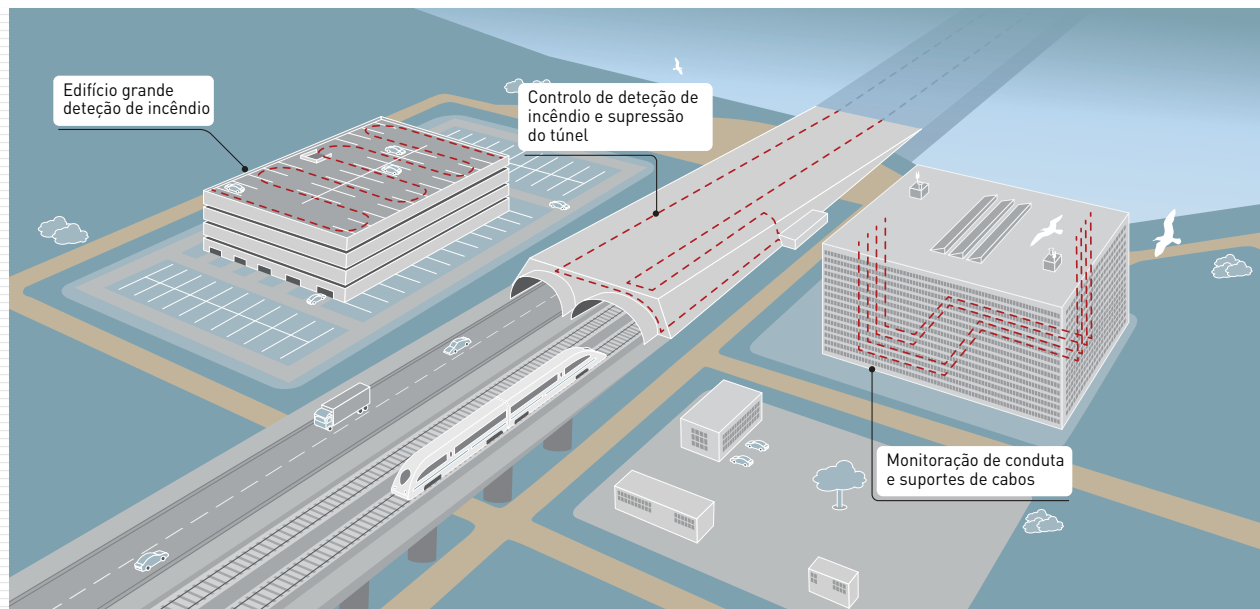 Edifício grande
deteção de incêndio
Controlo de deteção de
incêndio e supressão
do túnel
Monitoração de conduta
e suportes de cabos